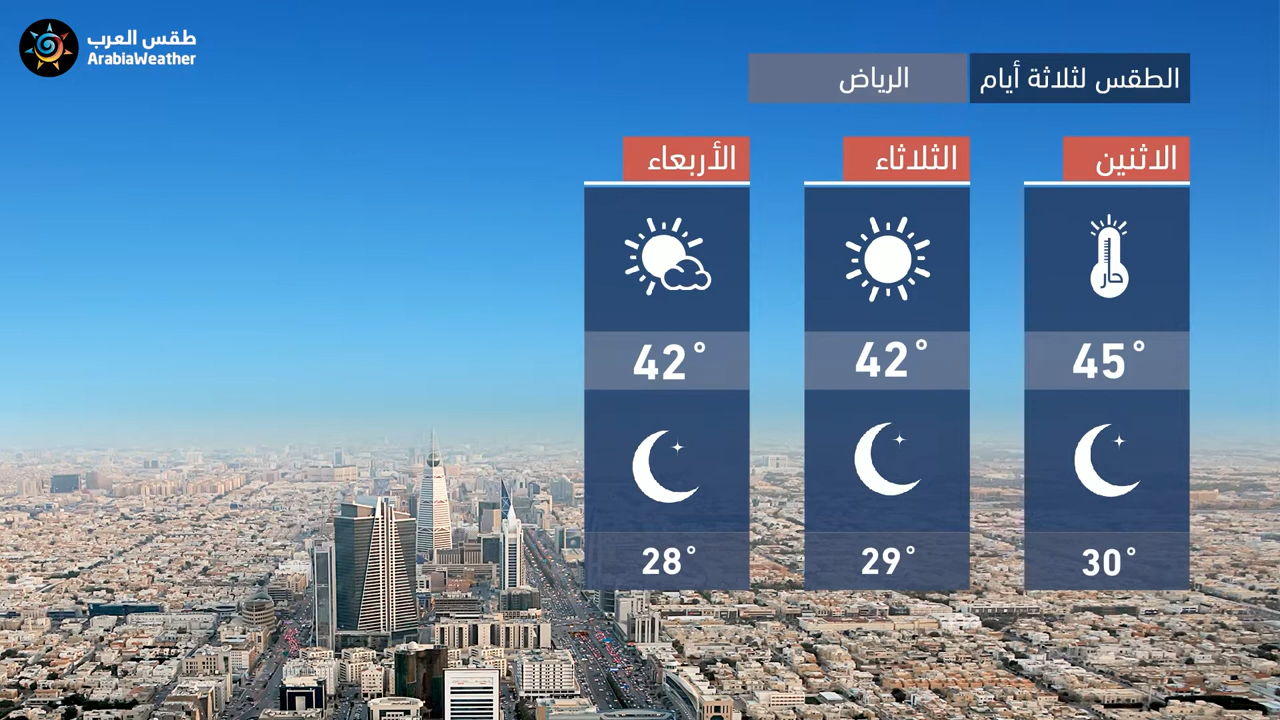 طقس العرب
ArabiaWeather
الطقس لثلاثة أيام
الرياض
الاثنين
الثلاثاء
الأربعاء
حار
45°
42°
42°
30°
29°
28°